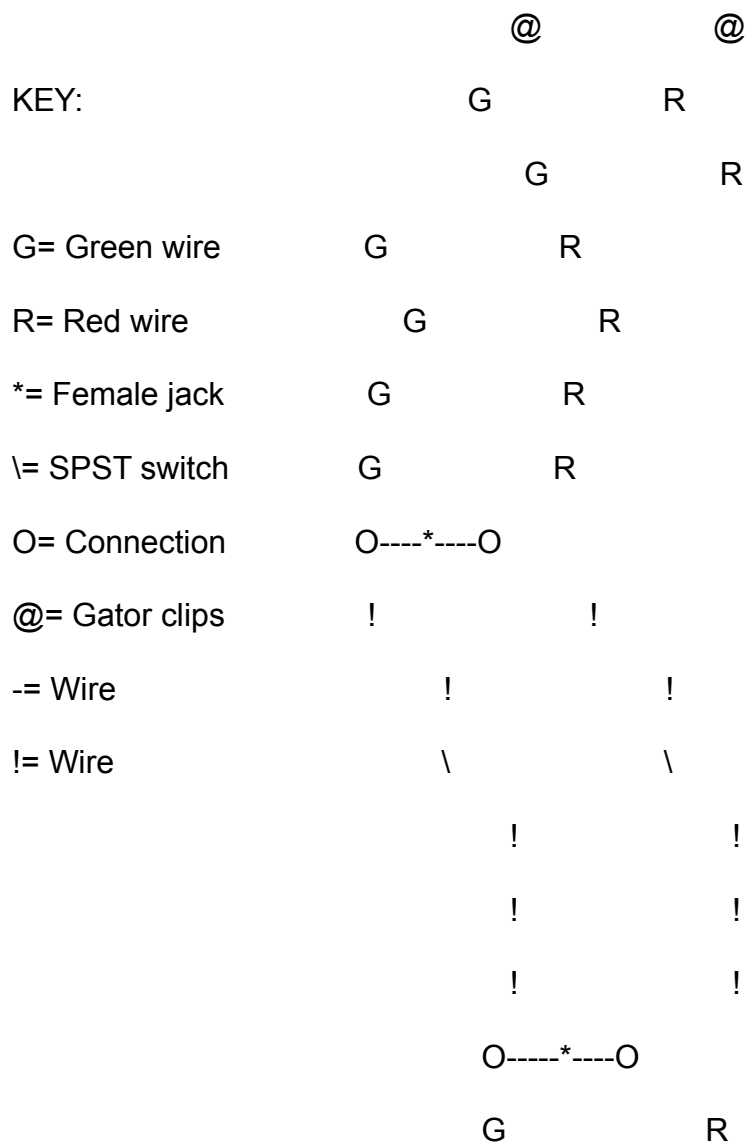 @ @
KEY: G R
G R
G= Green wire G R
R= Red wire G R
*= Female jack G R
\= SPST switch G R
O= Connection O----*----O
@= Gator clips ! !
-= Wire ! !
!= Wire \ \
! !
! !
! !
O-----*----O
G R